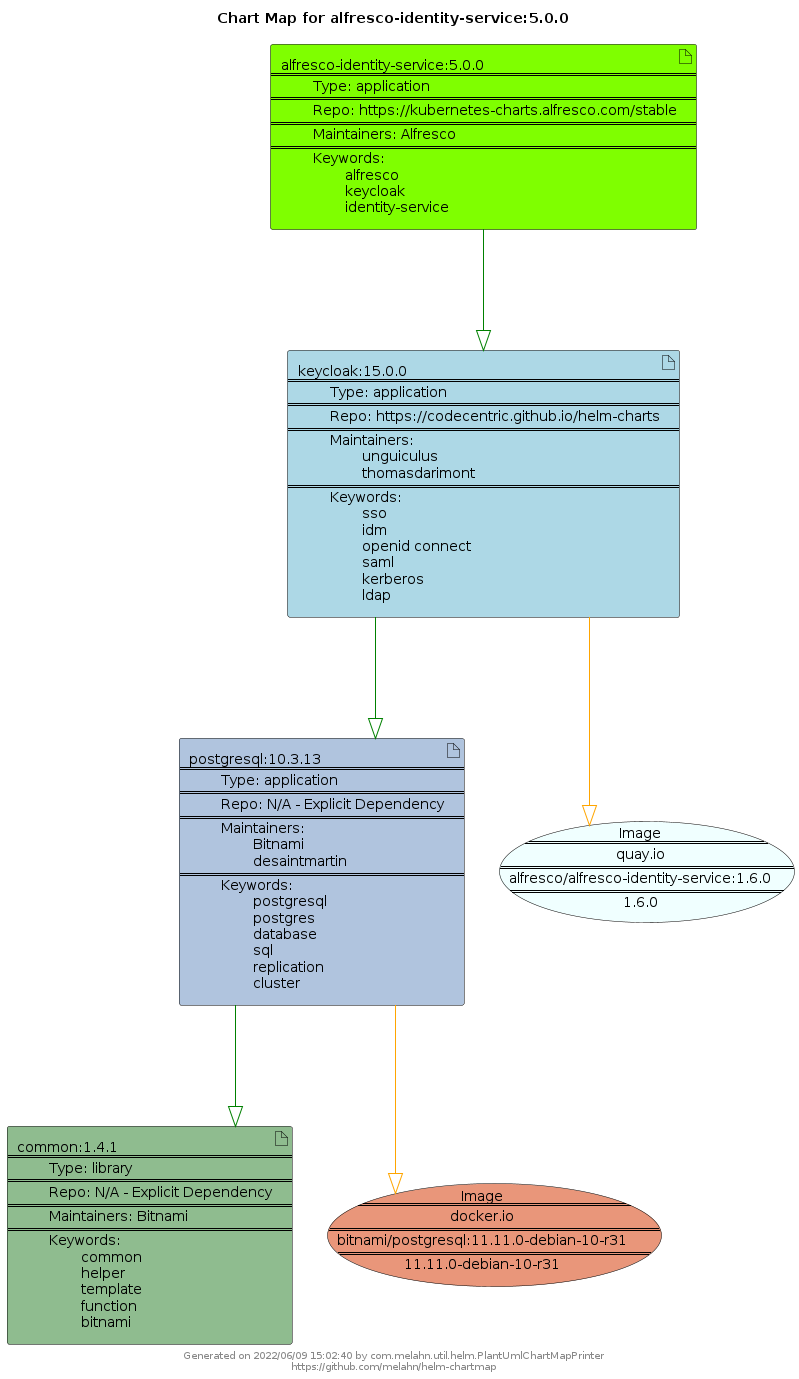 Chart Map for alfresco-identity-service:5.0.0
alfresco-identity-service:5.0.0
Type: application
Repo: https://kubernetes-charts.alfresco.com/stable
Maintainers: Alfresco
Keywords:
alfresco
keycloak
identity-service
keycloak:15.0.0
Type: application
Repo: https://codecentric.github.io/helm-charts
Maintainers:
unguiculus
thomasdarimont
Keywords:
sso
idm
openid connect
saml
kerberos
ldap
postgresql:10.3.13
Type: application
Repo: N/A - Explicit Dependency
Maintainers:
Bitnami
desaintmartin
Keywords:
postgresql
postgres
database
sql
replication
cluster
Image
quay.io
alfresco/alfresco-identity-service:1.6.0
1.6.0
common:1.4.1
Type: library
Repo: N/A - Explicit Dependency
Maintainers: Bitnami
Keywords:
common
helper
template
function
bitnami
Image
docker.io
bitnami/postgresql:11.11.0-debian-10-r31
11.11.0-debian-10-r31
Generated on 2022/06/09 15:02:40 by com.melahn.util.helm.PlantUmlChartMapPrinter
https://github.com/melahn/helm-chartmap